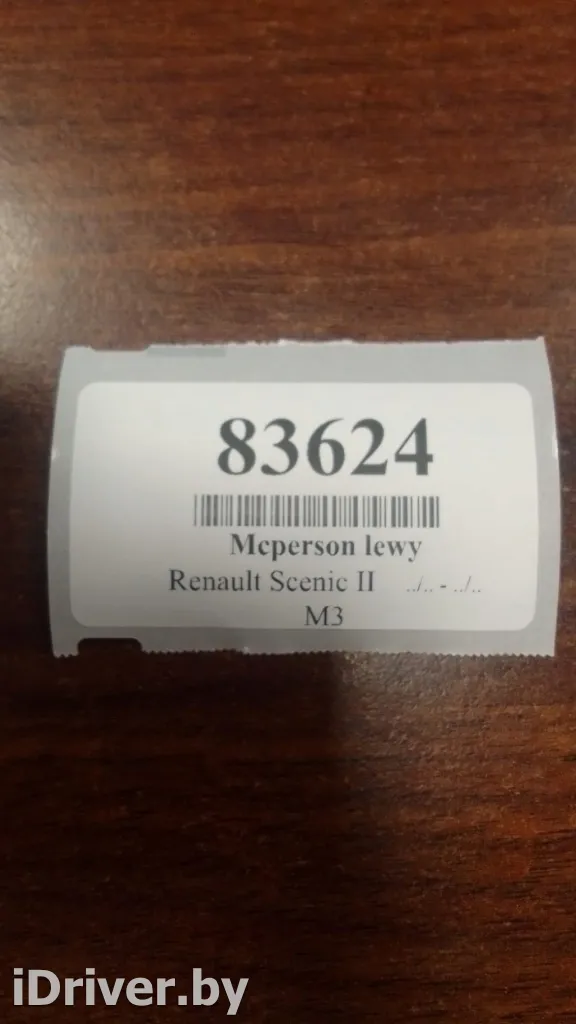 83624
Mcperson lewy
Renault Scenic II ../.. - ../..
M3
iDriver.by